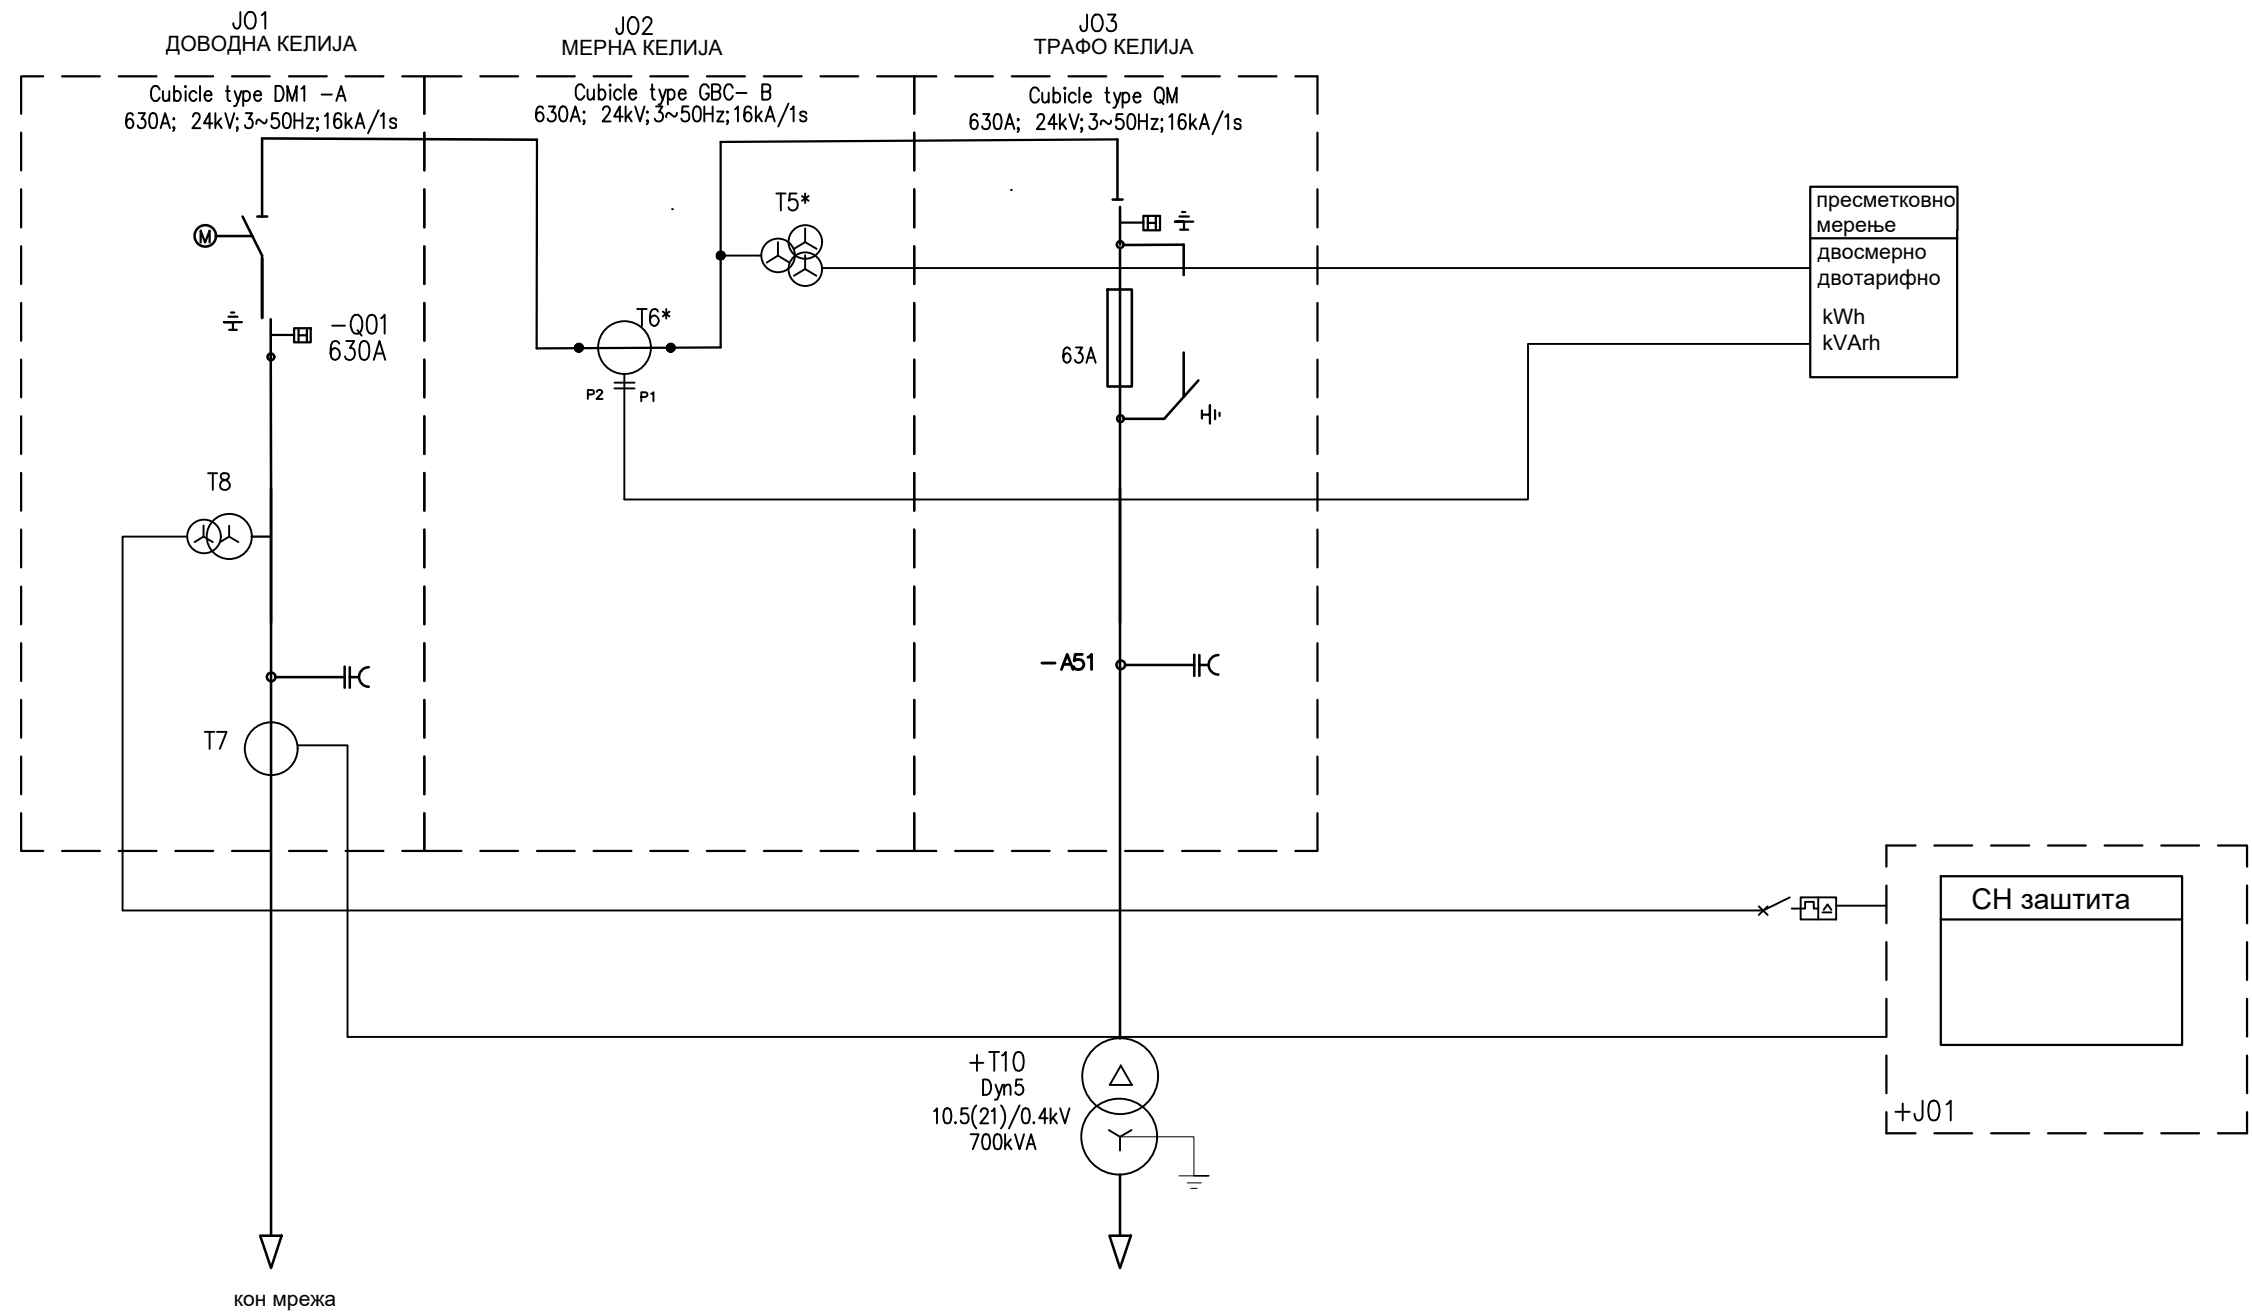 J01
ДОВОДНА КЕЛИЈА
J02
МЕРНА КЕЛИЈА
J03
ТРАФО КЕЛИЈА
Cubicle type DM1 -A
630A; 24kV;3~50Hz;16kA/1s
Cubicle type GBC- B
630A; 24kV;3~50Hz;16kA/1s
Cubicle type QM
630A; 24kV;3~50Hz;16kA/1s
M
-Q01
630A
T5*
T6*
P2
P1
63A
пресметковно
мерење
двосмерно
двотарифно
kWh
kVArh
T8
-A51
T7
СН заштита
+J01
+T10
Dyn5
10.5(21)/0.4kV
700kVA
кон мрежа